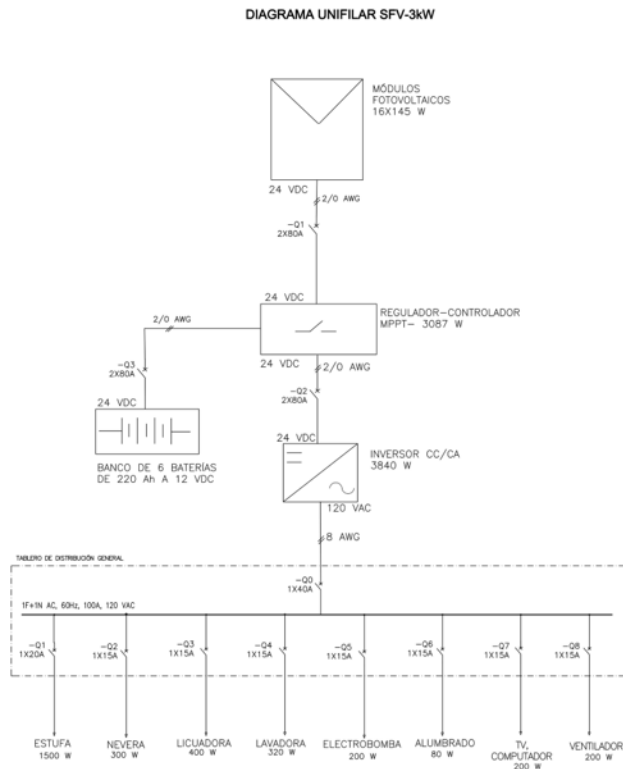 DIAGRAMA UNIFILAR SFV-3kW
MÓDULOS
FOTOVOLTAICOS
16X145 W
24 VDC
2/0 AWG
-Q1
2X80A
24 VDC
REGULADOR-CONTROLADOR
MPPT- 3087 W
2/0 AWG
24 VDC
2/0 AWG
-Q3
2X80A
-Q2
2X80A
24 VDC
24 VDC
INVERSOR CC/CA
3840 W
BANCO DE 6 BATERÍAS
DE 220 Ah A 12 VDC
120 VAC
8 AWG
TABLERO DE DISTRIBUCIÓN GENERAL
-Q0
1X40A
1F+1N AC, 60Hz, 100A, 120 VAC
-Q1
1X20A
-Q2
1X15A
-Q3
1X15A
-Q4
1X15A
-Q5
1X15A
-Q6
1X15A
-Q7
1X15A
-Q8
1X15A
ESTUFA
1500 W
NEVERA
300 W
LICUADORA
400 W
LAVADORA
320 W
ELECTROBOMBA
200 W
ALUMBRADO
80 W
TV,
COMPUTADOR
200 W
VENTILADOR
200 W